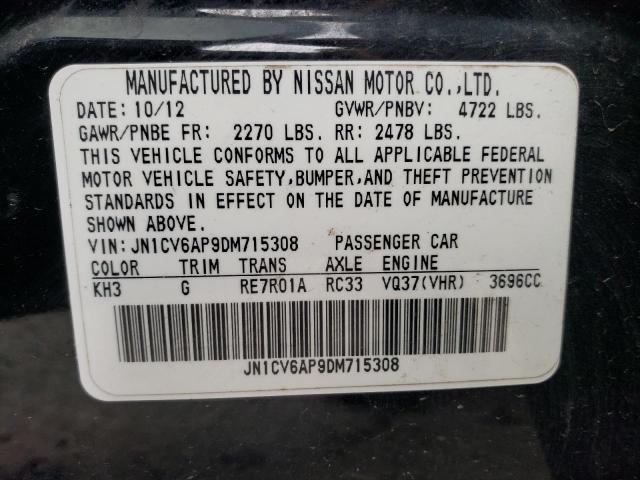 MANUFACTURED BY NISSAN MOTOR CO.,LTD.
DATE: 10/12 GVWR/PNBV: 4722 LBS.
GAWR/PNBE FR: 2270 LBS. RR: 2478 LBS.
THIS VEHICLE CONFORMS TO ALL APPLICABLE FEDERAL
MOTOR VEHICLE SAFETY,BUMPER,AND THEFT PREVENTION
STANDARDS IN EFFECT ON THE DATE OF MANUFACTURE
SHOWN ABOVE.
VIN: JN1CV6AP9DM715308 PASSENGER CAR
COLOR TRIM TRANS AXLE ENGINE
KH3 G RE7R01A RC33 VQ37(VHR) 3696CC
JN1CV6AP9DM715308